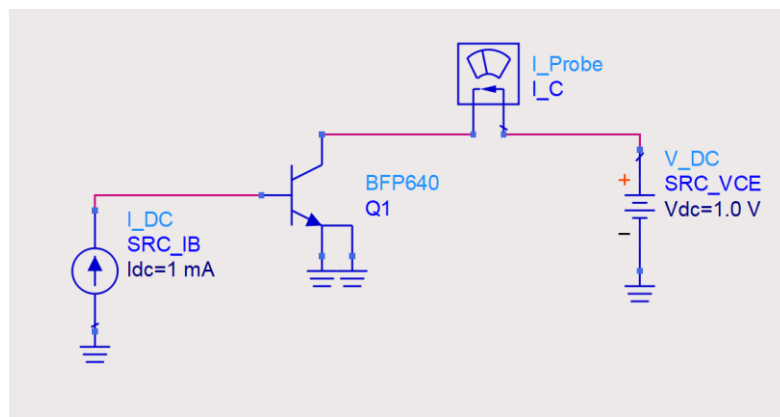 I_Probe
I_C
BFP640
Q1
V_DC
SRC_VCE
Vdc=1.0 V
I_DC
SRC_IB
Idc=1 mA
+
−